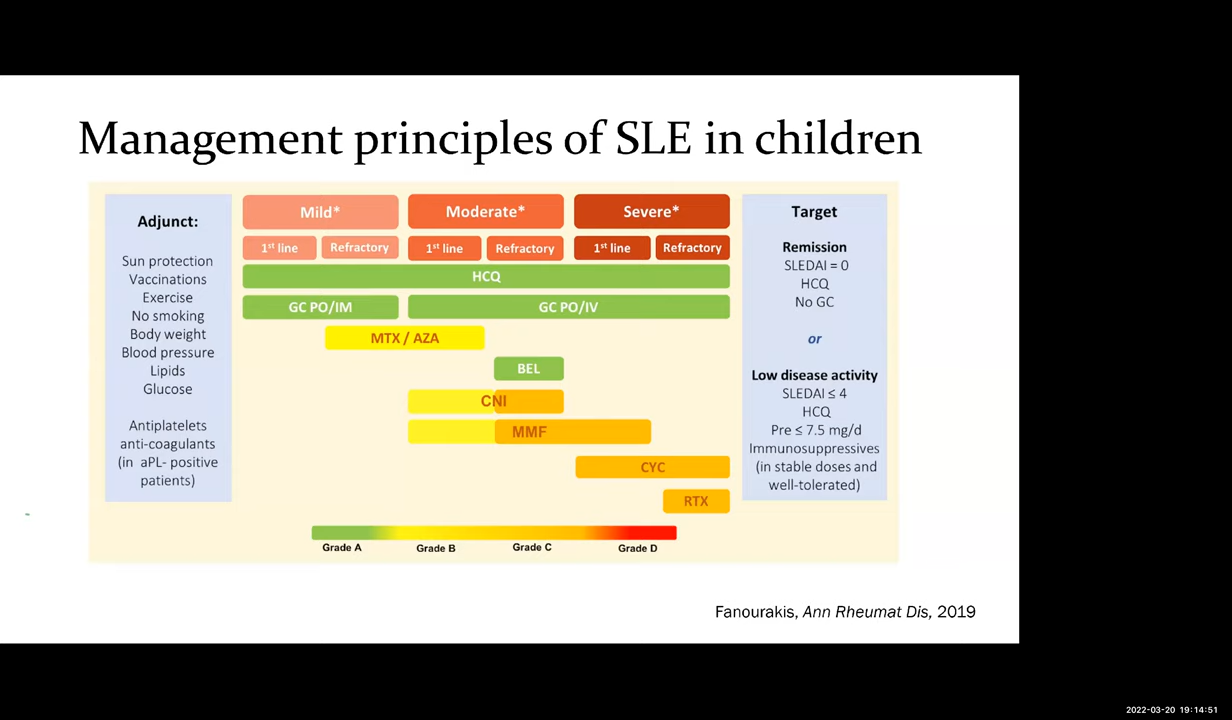 Management principles of SLE in children
Adjunct:
Sun protection
Vaccinations
Exercise
No smoking
Body weight
Blood pressure
Lipids
Glucose
Antiplatelets
anti-coagulants
(in aPL- positive
patients)
Mild* Moderate* Severe*
1st line Refractory 1st line Refractory 1st line Refractory
HCQ
GC PO/IM GC PO/IV
MTX / AZA
BEL
CNI
MMF
CYC
RTX
Grade A Grade B Grade C Grade D
Target
Remission
SLEDAI = 0
HCQ
No GC
or
Low disease activity
SLEDAI ≤ 4
HCQ
Pre ≤ 7.5 mg/d
Immunosuppressives
(in stable doses and
well-tolerated)
Fanourakis, Ann Rheumat Dis, 2019
2022-03-20 19:14:51